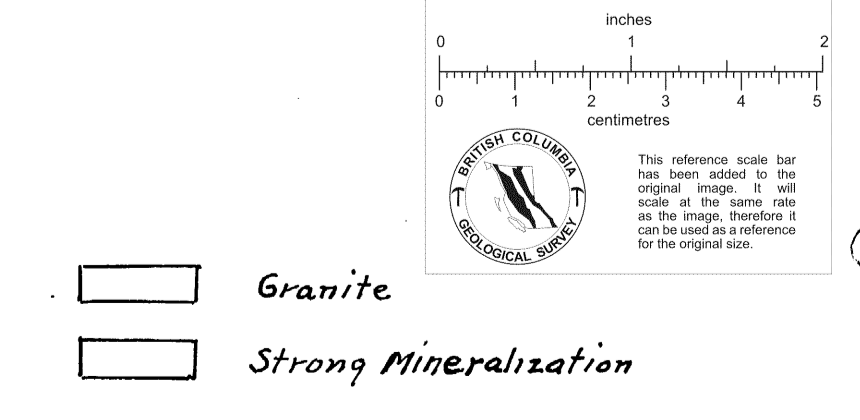 inches
0 1 2
0 1 2 3 4 5
centimetres
BRITISH COLUMBIA
GEOLOGICAL SURVEY
This reference scale bar
has been added to the
original image. It will
scale at the same rate
as the image, therefore it
can be used as a reference
for the original size.
Granite
Strong Mineralization